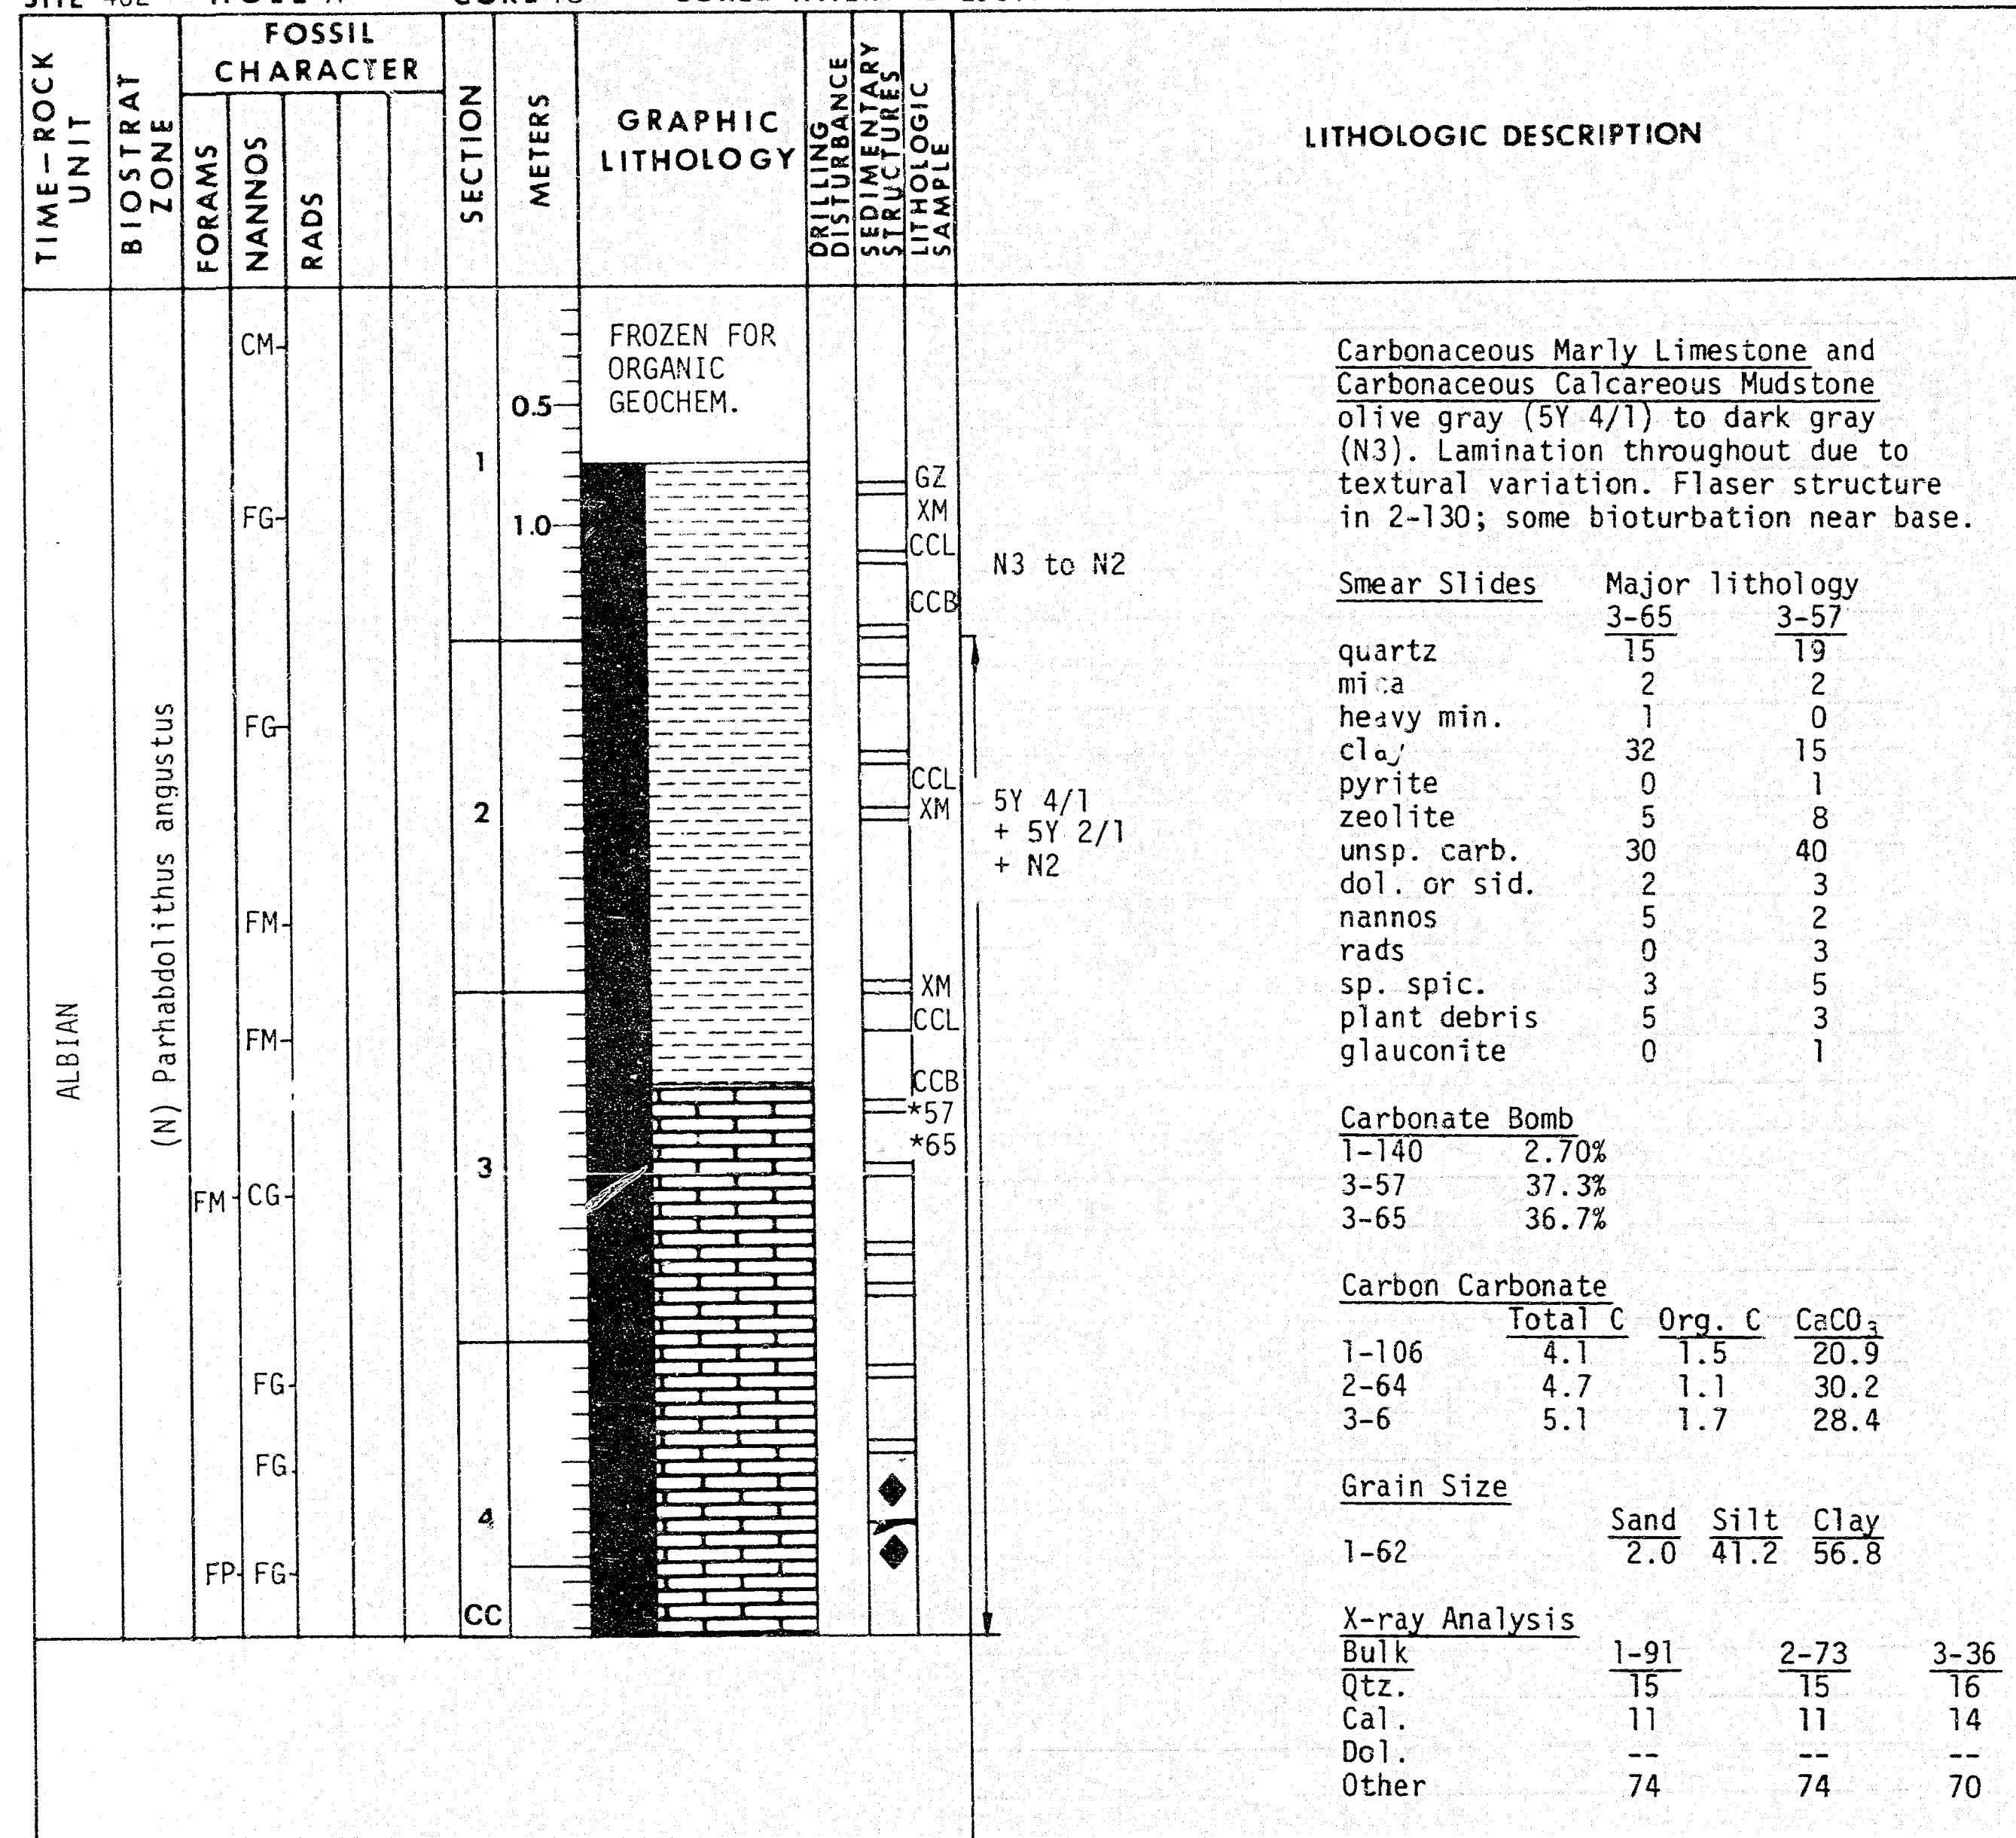 HOLE A
FOSSIL
CHARACTER
TIME-ROCK
UNIT
BIOSTRAT
ZONE
FORAMS
NANNOS
RADS
SECTION
METERS
GRAPHIC
LITHOLOGY
DRILLING
DISTURBANCE
SEDIMENTARY
STRUCTURES
LITHOLOGIC
SAMPLE
LITHOLOGIC DESCRIPTION
ALBIAN
(N) Parhabdolithus angustus
CM
FG
FG
FM
FM
FM CG
FG
FG
FP FG
1
2
3
4
CC
0.5
1.0
FROZEN FOR
ORGANIC
GEOCHEM.
GZ
XM
CCL
CCB
CCL
XM
XM
CCL
CCB
*57
*65
N3 to N2
5Y 4/1
+ 5Y 2/1
+ N2
Carbonaceous Marly Limestone and
Carbonaceous Calcareous Mudstone
olive gray (5Y 4/1) to dark gray
(N3). Lamination throughout due to
textural variation. Flaser structure
in 2-130; some bioturbation near base.
Smear Slides Major lithology
3-65 3-57
quartz 15 19
mica 2 2
heavy min. 1 0
clay 32 15
pyrite 0 1
zeolite 5 8
unsp. carb. 30 40
dol. or sid. 2 3
nannos 5 2
rads 0 3
sp. spic. 3 5
plant debris 5 3
glauconite 0 1
Carbonate Bomb
1-140 2.70%
3-57 37.3%
3-65 36.7%
Carbon Carbonate
Total C Org. C CaCO₃
1-106 4.1 1.5 20.9
2-64 4.7 1.1 30.2
3-6 5.1 1.7 28.4
Grain Size
Sand Silt Clay
1-62 2.0 41.2 56.8
X-ray Analysis
Bulk 1-91 2-73 3-36
Qtz. 15 15 16
Cal. 11 11 14
Dol. -- -- --
Other 74 74 70